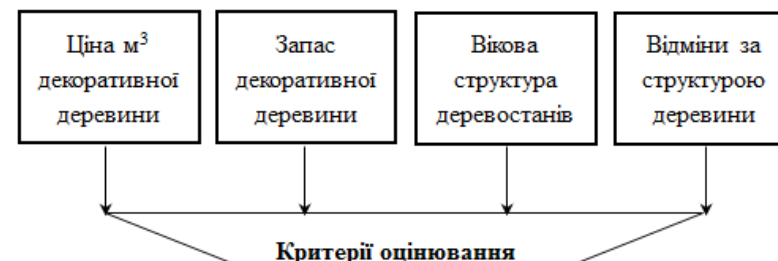 Ціна м³
декоративної
деревини
Запас
декоративної
деревини
Вікова
структура
деревостанів
Відміни за
структурою
деревини
Критерії оцінювання